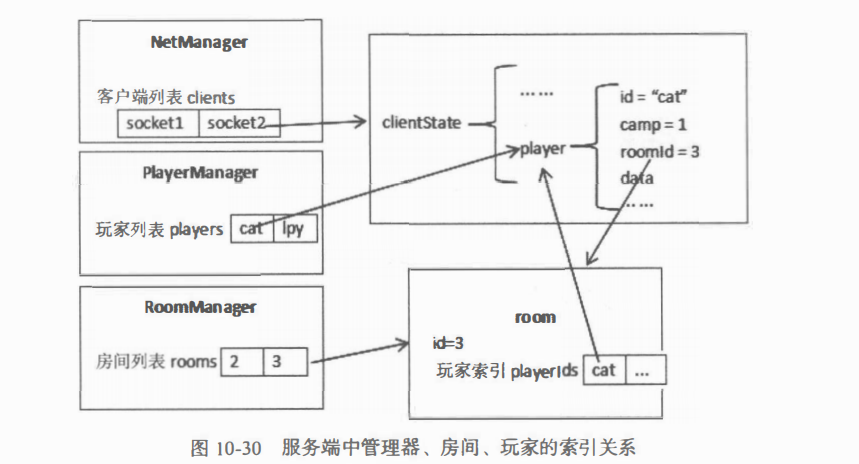 NetManager
客户端列表 clients
socket1 socket2
PlayerManager
玩家列表 players cat lpy
RoomManager
房间列表 rooms 2 3
clientState
……
player
……
id = “cat”
camp = 1
roomId = 3
data
……
room
id=3
玩家索引 playerIds cat ...
图 10-30 服务端中管理器、房间、玩家的索引关系